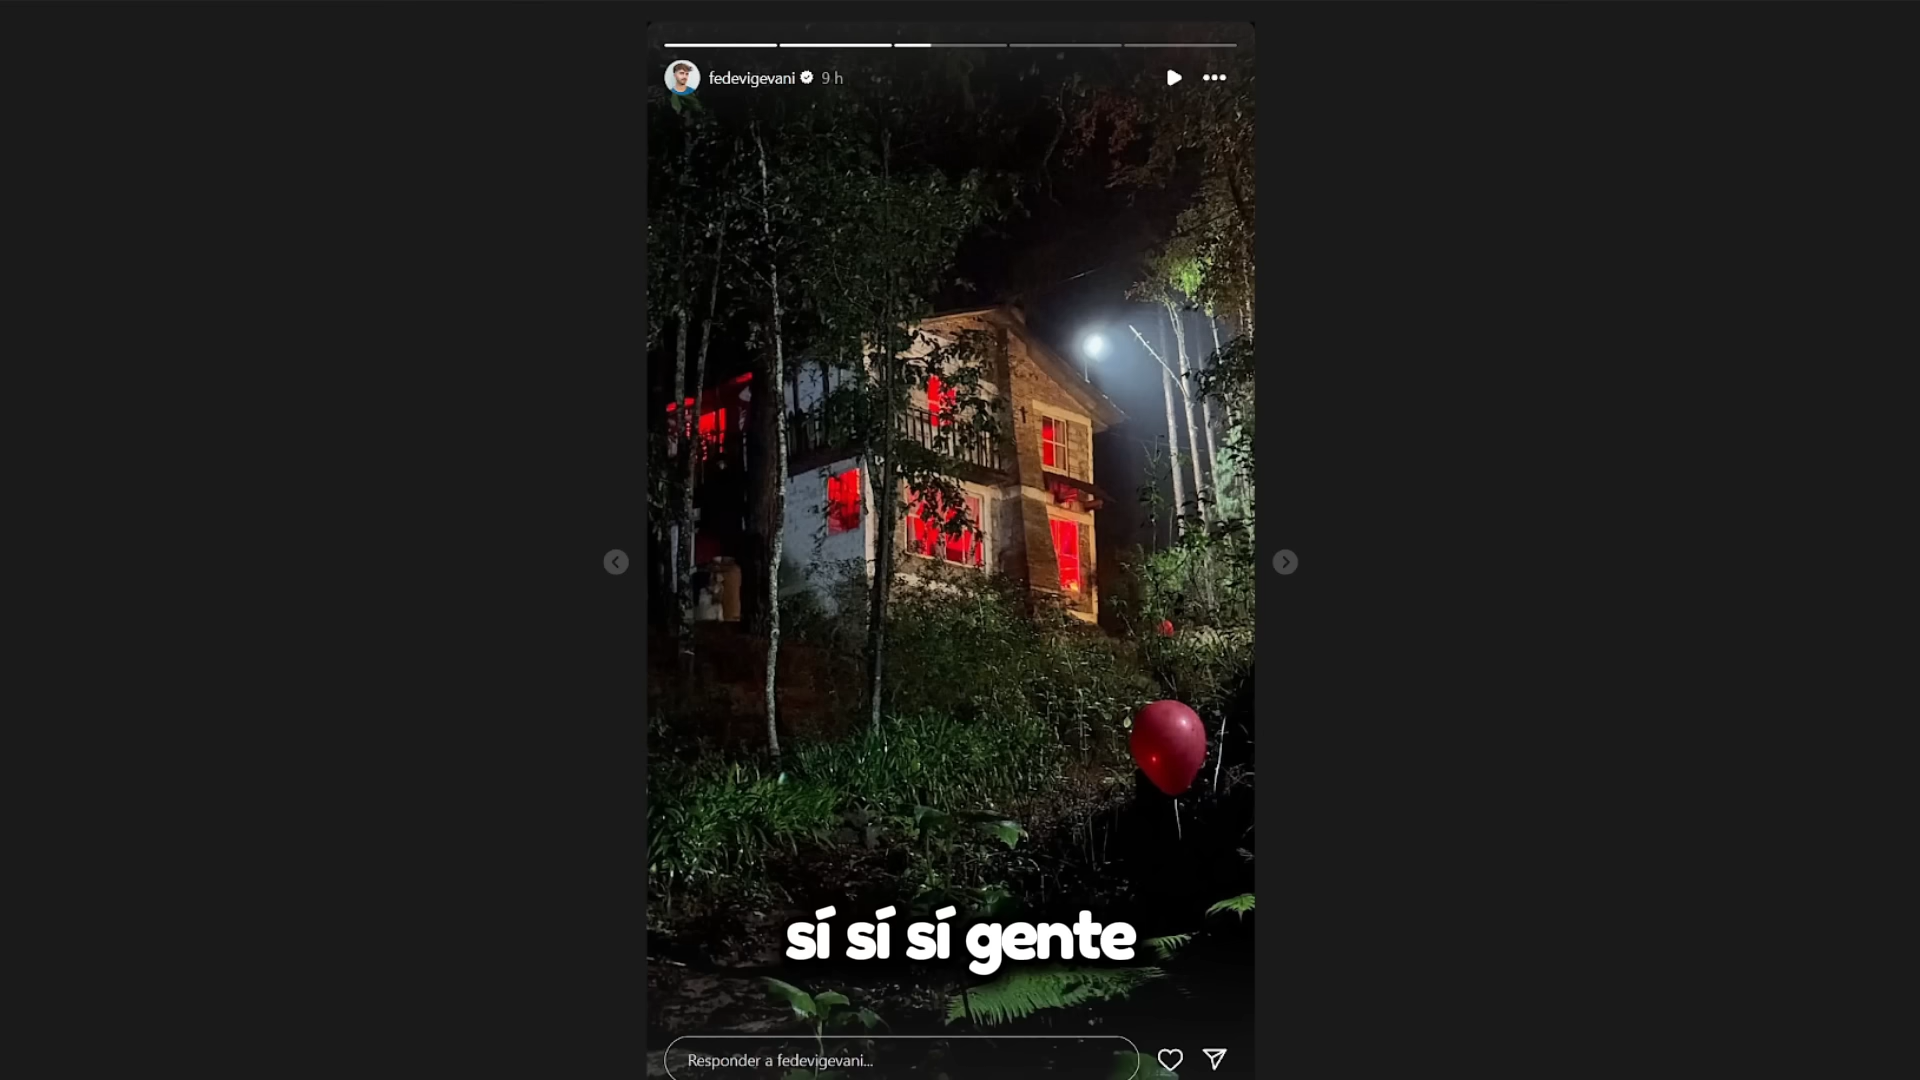 fedevigevani 9 h
sí sí sí gente
Responder a fedevigevani...